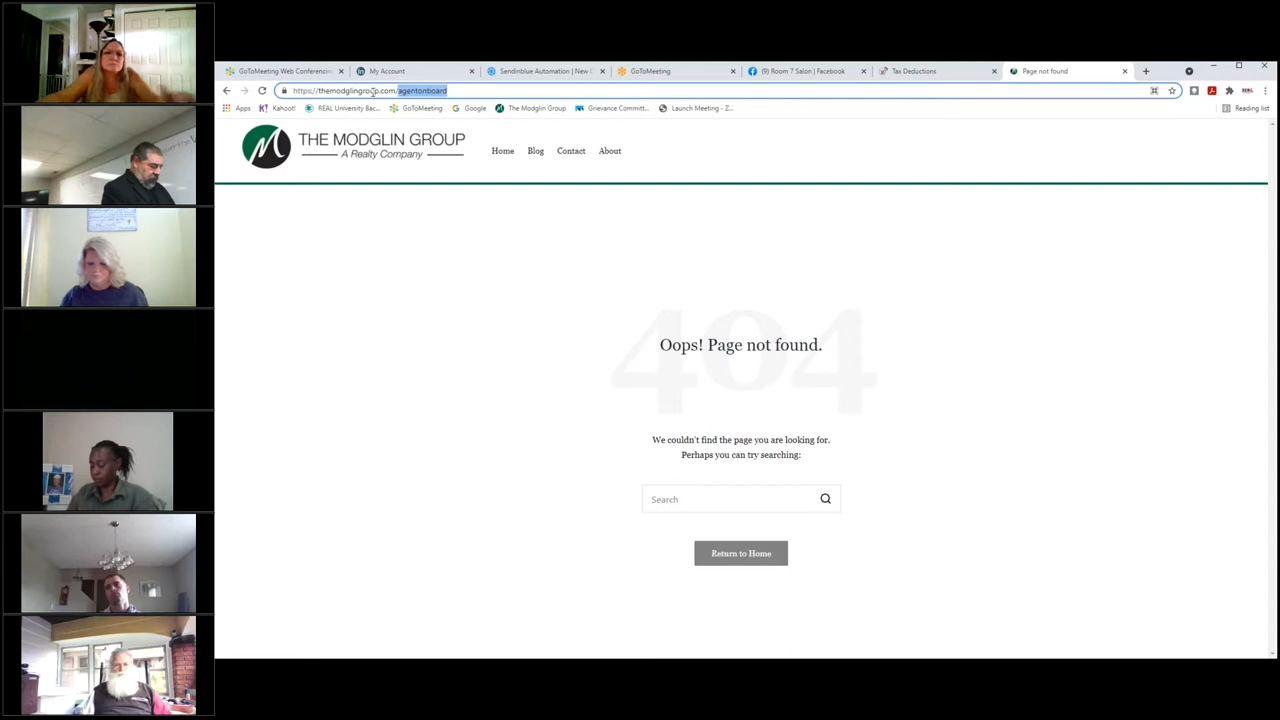 GoToMeeting Web Conferencin
My Account
Sendinblue Automation | New
GoToMeeting
(9) Room 7 Salon | Facebook
Tax Deductions
Page not found
https://themodglingroup.com/agentonboard
Apps
Kahoot!
REAL University Bac...
GoToMeeting
Google
The Modglin Group
Grievance Committ...
Launch Meeting - Z...
Reading list
THE MODGLIN GROUP
A Realty Company
Home
Blog
Contact
About
404
Oops! Page not found.
We couldn't find the page you are looking for.
Perhaps you can try searching:
Search
Return to Home